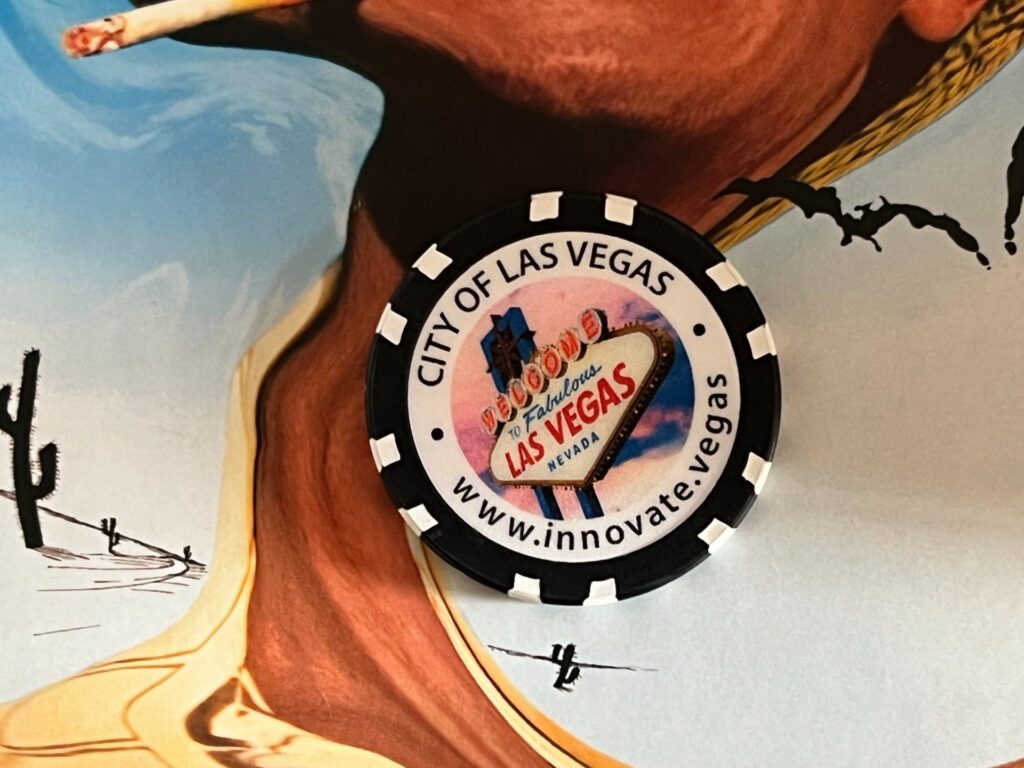 CITY OF LAS VEGAS
WELCOME
TO Fabulous
LAS VEGAS
NEVADA
www.innovate.vegas